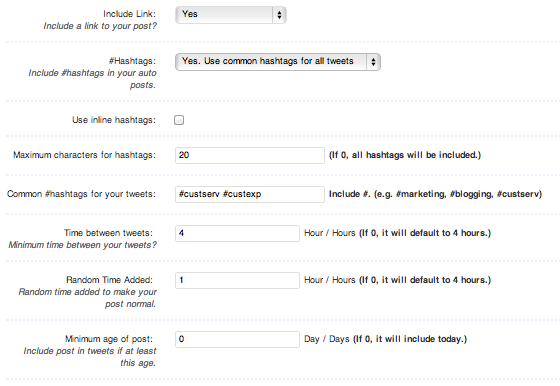 Include Link: Yes
Include a link to your post?
#Hashtags: Yes. Use common hashtags for all tweets
Include #hashtags in your auto
posts.
Use inline hashtags:
Maximum characters for hashtags: 20 (If 0, all hashtags will be included.)
Common #hashtags for your tweets: #custserv #custexp Include #. (e.g. #marketing, #blogging, #custserv)
Time between tweets: 4 Hour / Hours (If 0, it will default to 4 hours.)
Minimum time between your tweets?
Random Time Added: 1 Hour / Hours (If 0, it will default to 4 hours.)
Random time added to make your
post normal.
Minimum age of post: 0 Day / Days (If 0, it will include today.)
Include post in tweets if at least
this age.